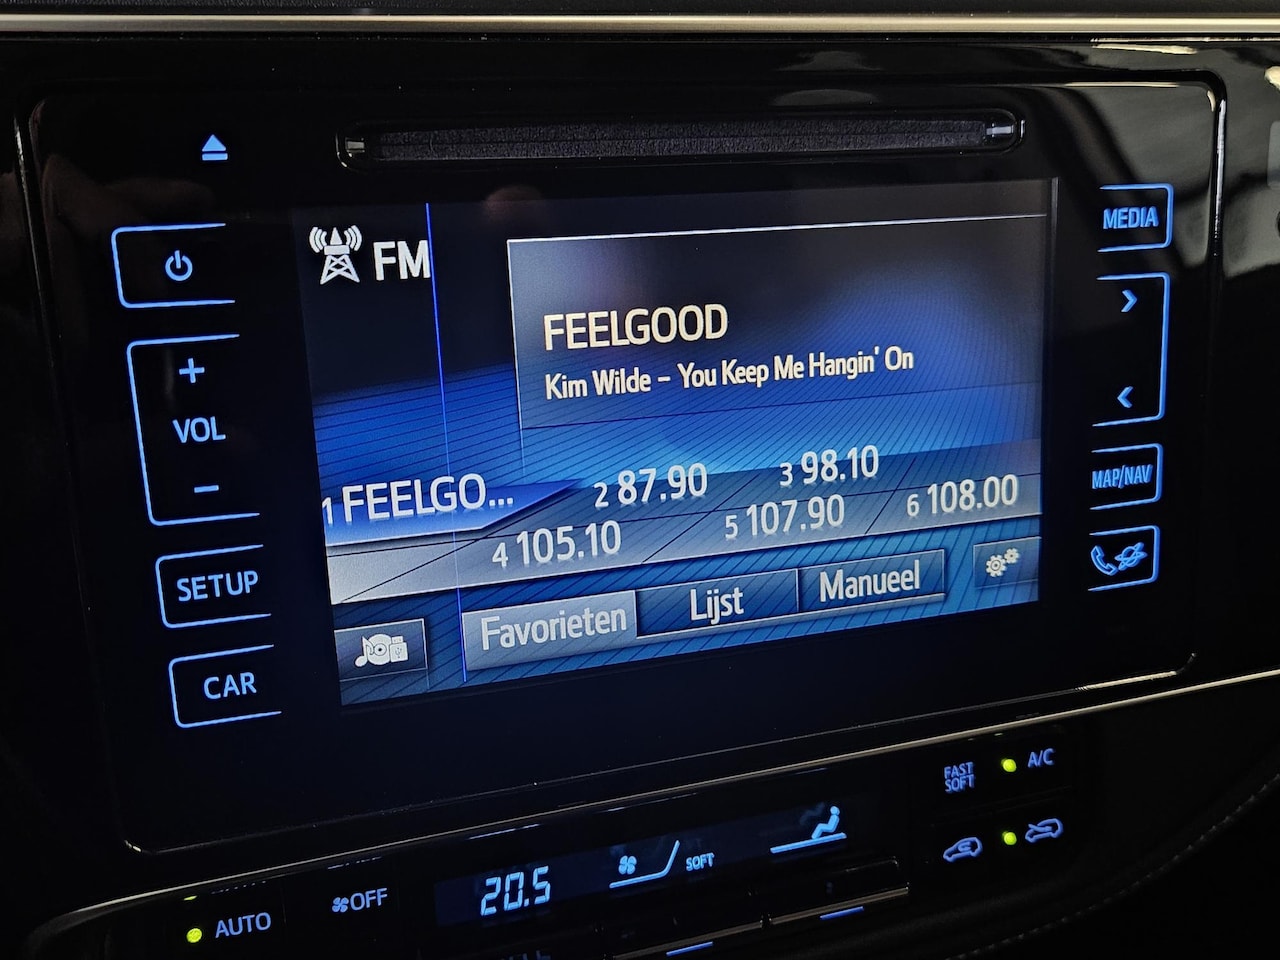 MEDIA
FM
FEELGOOD
Kim Wilde - You Keep Me Hangin' On
+
VOL
-
MAP/NAV
1 FEELGO...
2 87.90
3 98.10
4 105.10
5 107.90
6 108.00
SETUP
Favorieten
Lijst
Manueel
CAR
FAST
SOFT
A/C
20.5
SOFT
AUTO
OFF